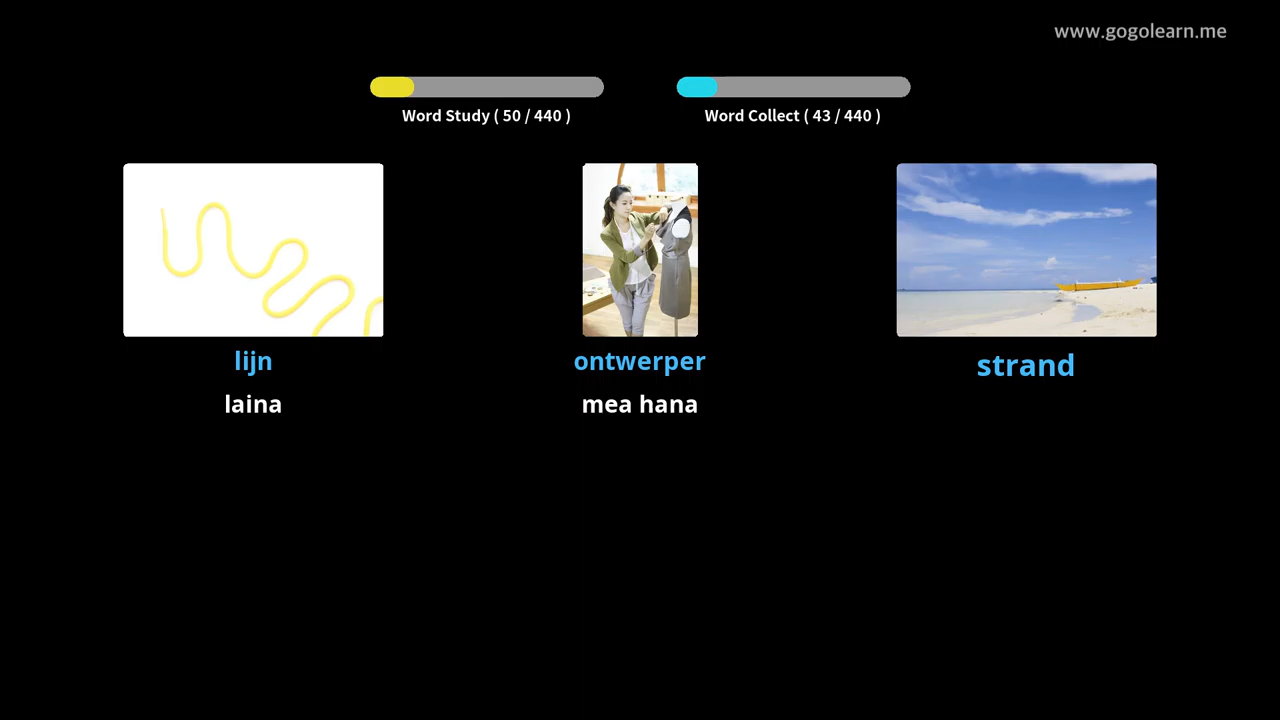 www.gogolearn.me
Word Study ( 50 / 440 )
Word Collect ( 43 / 440 )
lijn
ontwerper
strand
laina
mea hana